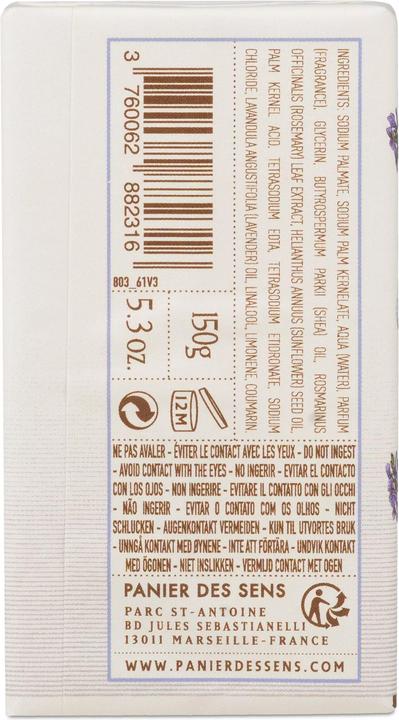 INGREDIENTS: SODIUM PALMATE, SODIUM PALM KERNELATE, AQUA (WATER), PARFUM
(FRAGRANCE), GLYCERIN, BUTYROSPERMUM PARKII (SHEA) OIL, ROSMARINUS
OFFICINALIS (ROSEMARY) LEAF EXTRACT, HELIANTHUS ANNUUS (SUNFLOWER) SEED OIL,
PALM KERNEL ACID, TETRASODIUM EDTA, TETRASODIUM ETIDRONATE, SODIUM
CHLORIDE, LAVANDULA ANGUSTIFOLIA (LAVENDER) OIL, LINALOOL, LIMONENE, COUMARIN.
3 760062 882316
803_61V3
150g
5.3 oz.
12M
NE PAS AVALER - ÉVITER LE CONTACT AVEC LES YEUX - DO NOT INGEST
- AVOID CONTACT WITH THE EYES - NO INGERIR - EVITAR EL CONTACTO
CON LOS OJOS - NON INGERIRE - EVITARE IL CONTATTO CON GLI OCCHI
- NÃO INGERIR - EVITAR O CONTATO COM OS OLHOS - NICHT
SCHLUCKEN - AUGENKONTAKT VERMEIDEN - KUN TIL UTVORTES BRUK
- UNNGÅ KONTAKT MED ØYNENE - INTE ATT FÖRTÄRA - UNDVIK KONTAKT
MED ÖGONEN - NIET INSLIKKEN - VERMIJD CONTACT MET OGEN
PANIER DES SENS
PARC ST-ANTOINE
BD JULES SEBASTIANELLI
13011 MARSEILLE-FRANCE
WWW.PANIERDESSENS.COM